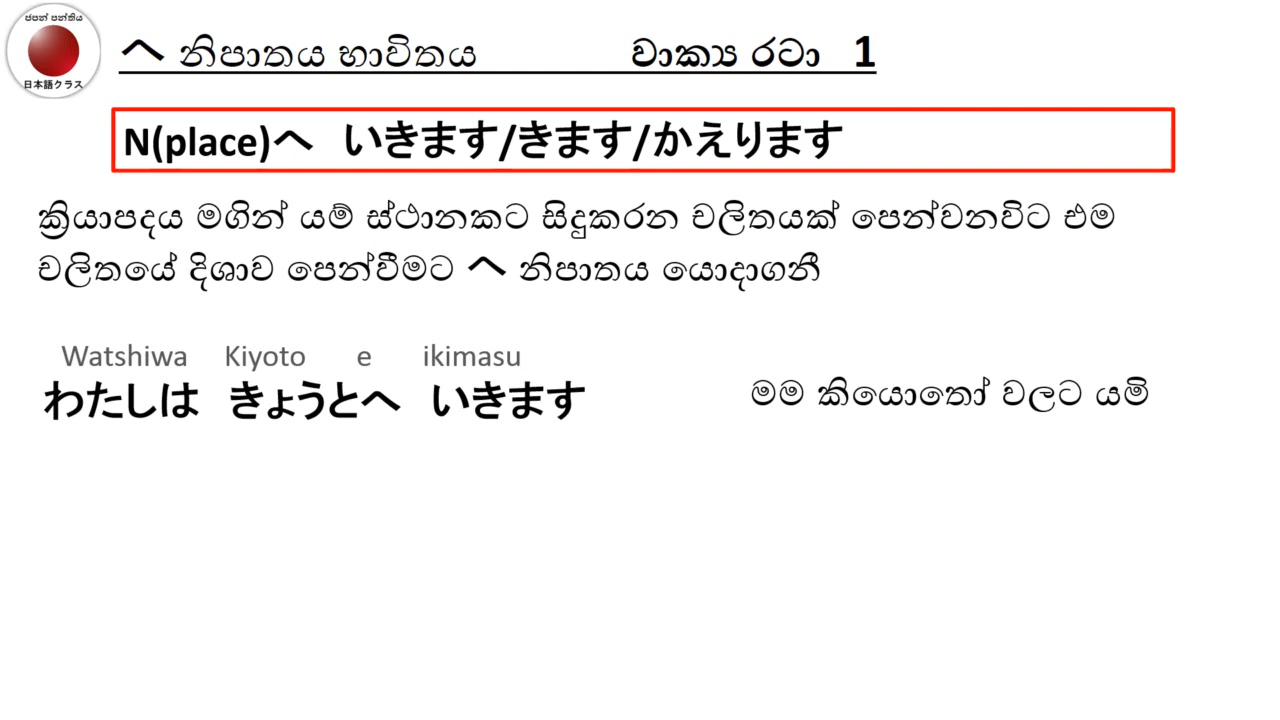 ජපන් පන්තිය
日本語クラス
へ නිපාතය භාවිතය වාක්‍ය රටා 1
N(place)へ いきます/きます/かえります
ක්‍රියාපදය මගින් යම් ස්ථානකට සිදුකරන චලිතයක් පෙන්වනවිට එම
චලිතයේ දිශාව පෙන්වීමට へ නිපාතය යොදාගනී
Watshiwa Kiyoto e ikimasu
わたしは きょうとへ いきます මම කියොතෝ වලට යමි